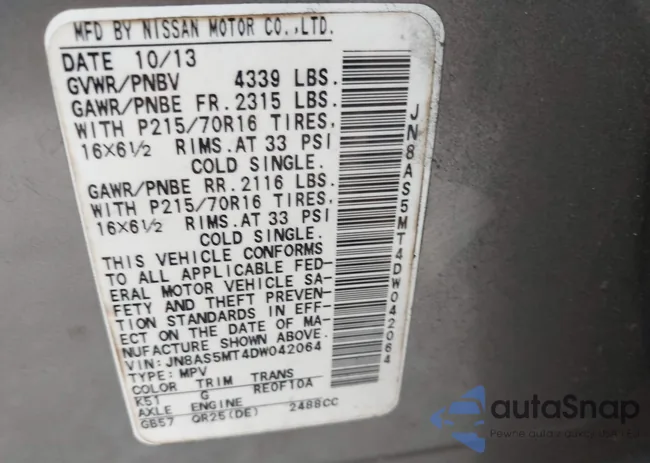 MFD BY NISSAN MOTOR CO.,LTD.
DATE 10/13
GVWR/PNBV 4339 LBS.
GAWR/PNBE FR. 2315 LBS.
WITH P215/70R16 TIRES,
16X6½ RIMS. AT 33 PSI
COLD SINGLE.
GAWR/PNBE RR. 2116 LBS.
WITH P215/70R16 TIRES,
16X6½ RIMS. AT 33 PSI
COLD SINGLE.
THIS VEHICLE CONFORMS
TO ALL APPLICABLE FED-
ERAL MOTOR VEHICLE SA-
FETY AND THEFT PREVEN-
TION STANDARDS IN EFF-
ECT ON THE DATE OF MA-
NUFACTURE SHOWN ABOVE.
VIN: JN8AS5MT4DW042064
TYPE: MPV
COLOR TRIM TRANS
K51 G RE0F10A
AXLE ENGINE
GB57 QR25(DE) 2488CC
JN8AS5MT4DW042064
autaSnap
Pewne auta z aukcji